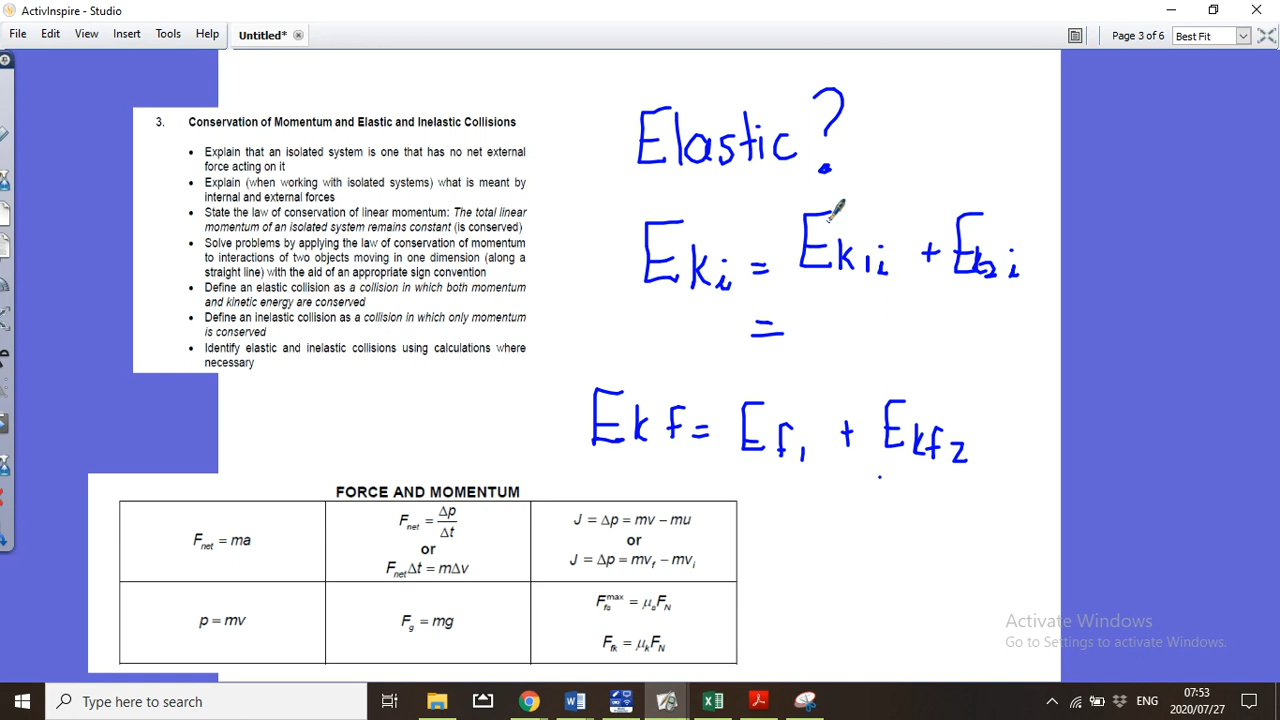 ActivInspire - Studio
File Edit View Insert Tools Help Untitled* Page 3 of 6 Best Fit
3. Conservation of Momentum and Elastic and Inelastic Collisions
• Explain that an isolated system is one that has no net external
force acting on it
• Explain (when working with isolated systems) what is meant by
internal and external forces
• State the law of conservation of linear momentum: The total linear
momentum of an isolated system remains constant (is conserved)
• Solve problems by applying the law of conservation of momentum
to interactions of two objects moving in one dimension (along a
straight line) with the aid of an appropriate sign convention
• Define an elastic collision as a collision in which both momentum
and kinetic energy are conserved
• Define an inelastic collision as a collision in which only momentum
is conserved
• Identify elastic and inelastic collisions using calculations where
necessary
Elastic ?
Eki = Ek1i + Ek2i
=
Ekf = Ef1 + Ekf2
FORCE AND MOMENTUM
Fnet = ma
Fnet = Δp/Δt
or
FnetΔt = mΔv
J = Δp = mv – mu
or
J = Δp = mvf – mvi
p = mv
Fg = mg
Ffs max = μsFN
Ffk = μkFN
Activate Windows
Go to Settings to activate Windows.
Type here to search
ENG
07:53
2020/07/27